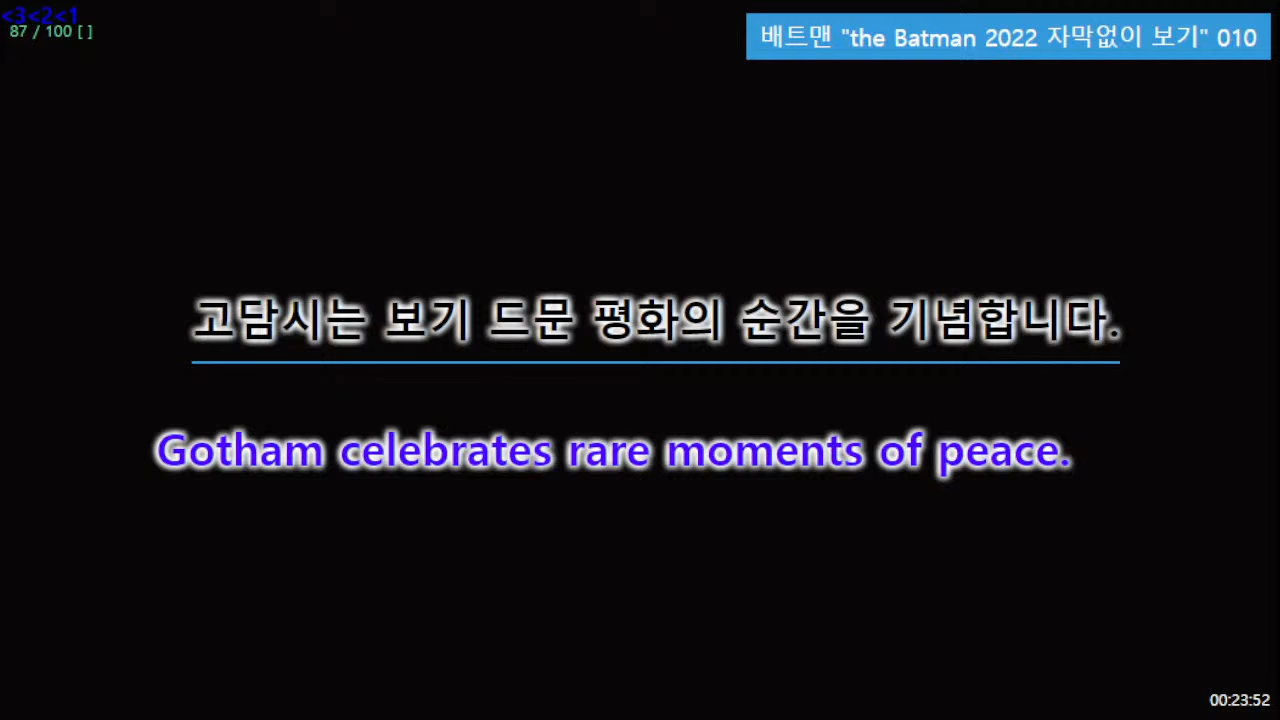 <3<2<1
87 / 100 [ ]
배트맨 "the Batman 2022 자막없이 보기" 010
고담시는 보기 드문 평화의 순간을 기념합니다.
Gotham celebrates rare moments of peace.
00:23:52